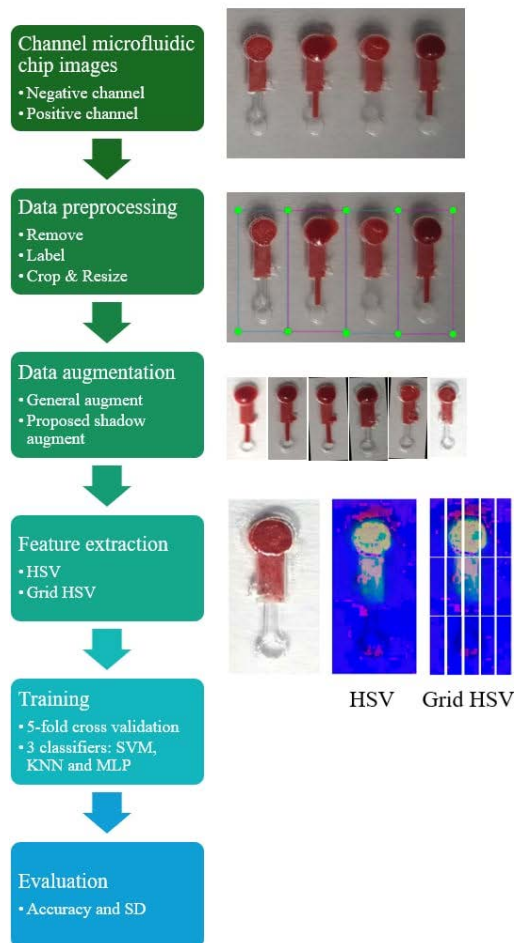 Channel microfluidic
chip images
• Negative channel
• Positive channel
Data preprocessing
• Remove
• Label
• Crop & Resize
Data augmentation
• General augment
• Proposed shadow
augment
Feature extraction
• HSV
• Grid HSV
HSV Grid HSV
Training
• 5-fold cross validation
• 3 classifiers: SVM,
KNN and MLP
Evaluation
• Accuracy and SD